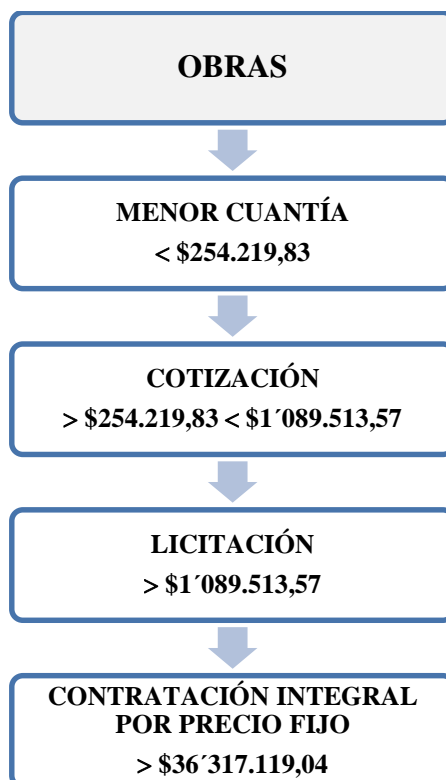 OBRAS
MENOR CUANTÍA
< $254.219,83
COTIZACIÓN
> $254.219,83 < $1´089.513,57
LICITACIÓN
> $1´089.513,57
CONTRATACIÓN INTEGRAL
POR PRECIO FIJO
> $36´317.119,04